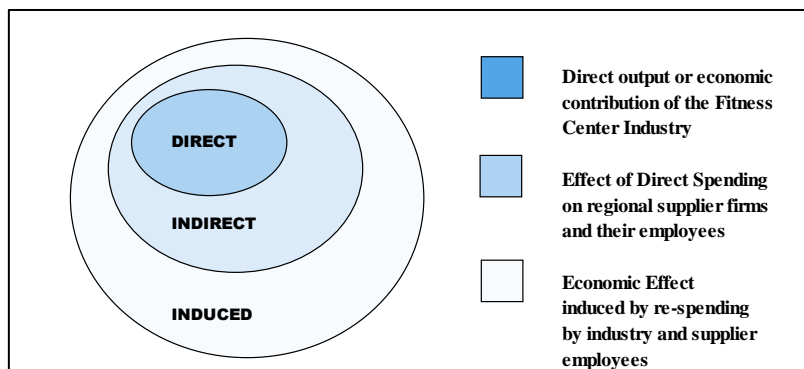 DIRECT
INDIRECT
INDUCED
Direct output or economic
contribution of the Fitness
Center Industry
Effect of Direct Spending
on regional supplier firms
and their employees
Economic Effect
induced by re-spending
by industry and supplier
employees